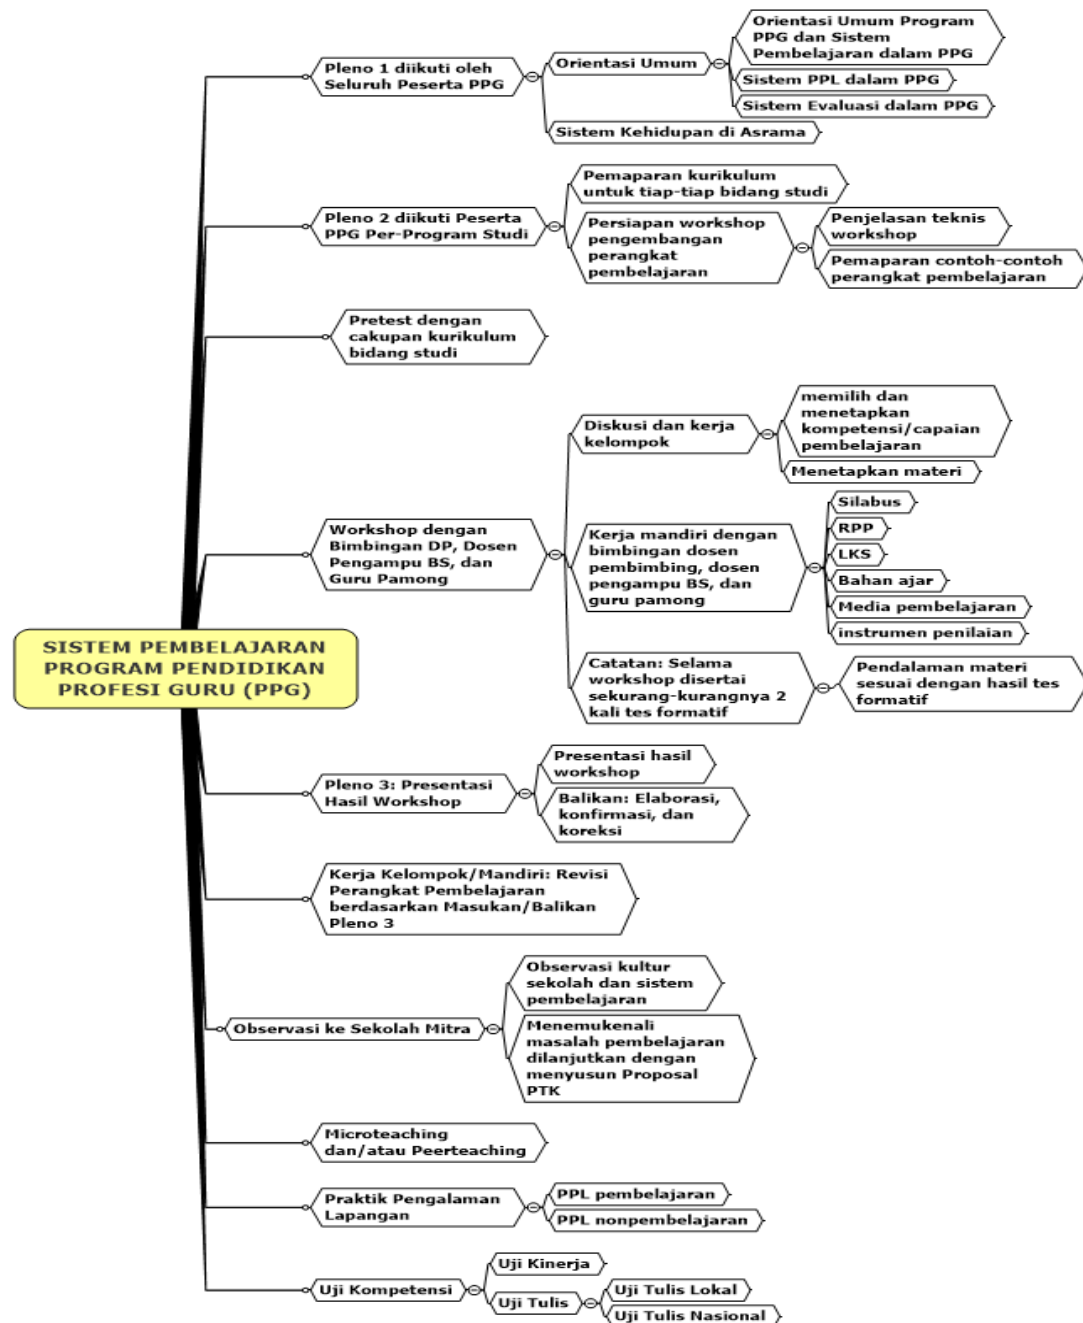 Pleno 1 diikuti oleh
Seluruh Peserta PPG
Orientasi Umum
Orientasi Umum Program
PPG dan Sistem
Pembelajaran dalam PPG
Sistem PPL dalam PPG
Sistem Evaluasi dalam PPG
Sistem Kehidupan di Asrama
Pleno 2 diikuti Peserta
PPG Per-Program Studi
Pemaparan kurikulum
untuk tiap-tiap bidang studi
Persiapan workshop
pengembangan
perangkat
pembelajaran
Penjelasan teknis
workshop
Pemaparan contoh-contoh
perangkat pembelajaran
Pretest dengan
cakupan kurikulum
bidang studi
Workshop dengan
Bimbingan DP, Dosen
Pengampu BS, dan
Guru Pamong
Diskusi dan kerja
kelompok
memilih dan
menetapkan
kompetensi/capaian
pembelajaran
Menetapkan materi
Kerja mandiri dengan
bimbingan dosen
pembimbing, dosen
pengampu BS, dan
guru pamong
Silabus
RPP
LKS
Bahan ajar
Media pembelajaran
instrumen penilaian
Catatan: Selama
workshop disertai
sekurang-kurangnya 2
kali tes formatif
Pendalaman materi
sesuai dengan hasil tes
formatif
SISTEM PEMBELAJARAN
PROGRAM PENDIDIKAN
PROFESI GURU (PPG)
Pleno 3: Presentasi
Hasil Workshop
Presentasi hasil
workshop
Balikan: Elaborasi,
konfirmasi, dan
koreksi
Kerja Kelompok/Mandiri: Revisi
Perangkat Pembelajaran
berdasarkan Masukan/Balikan
Pleno 3
Observasi ke Sekolah Mitra
Observasi kultur
sekolah dan sistem
pembelajaran
Menemukenali
masalah pembelajaran
dilanjutkan dengan
menyusun Proposal
PTK
Microteaching
dan/atau Peerteaching
Praktik Pengalaman
Lapangan
PPL pembelajaran
PPL nonpembelajaran
Uji Kompetensi
Uji Kinerja
Uji Tulis
Uji Tulis Lokal
Uji Tulis Nasional